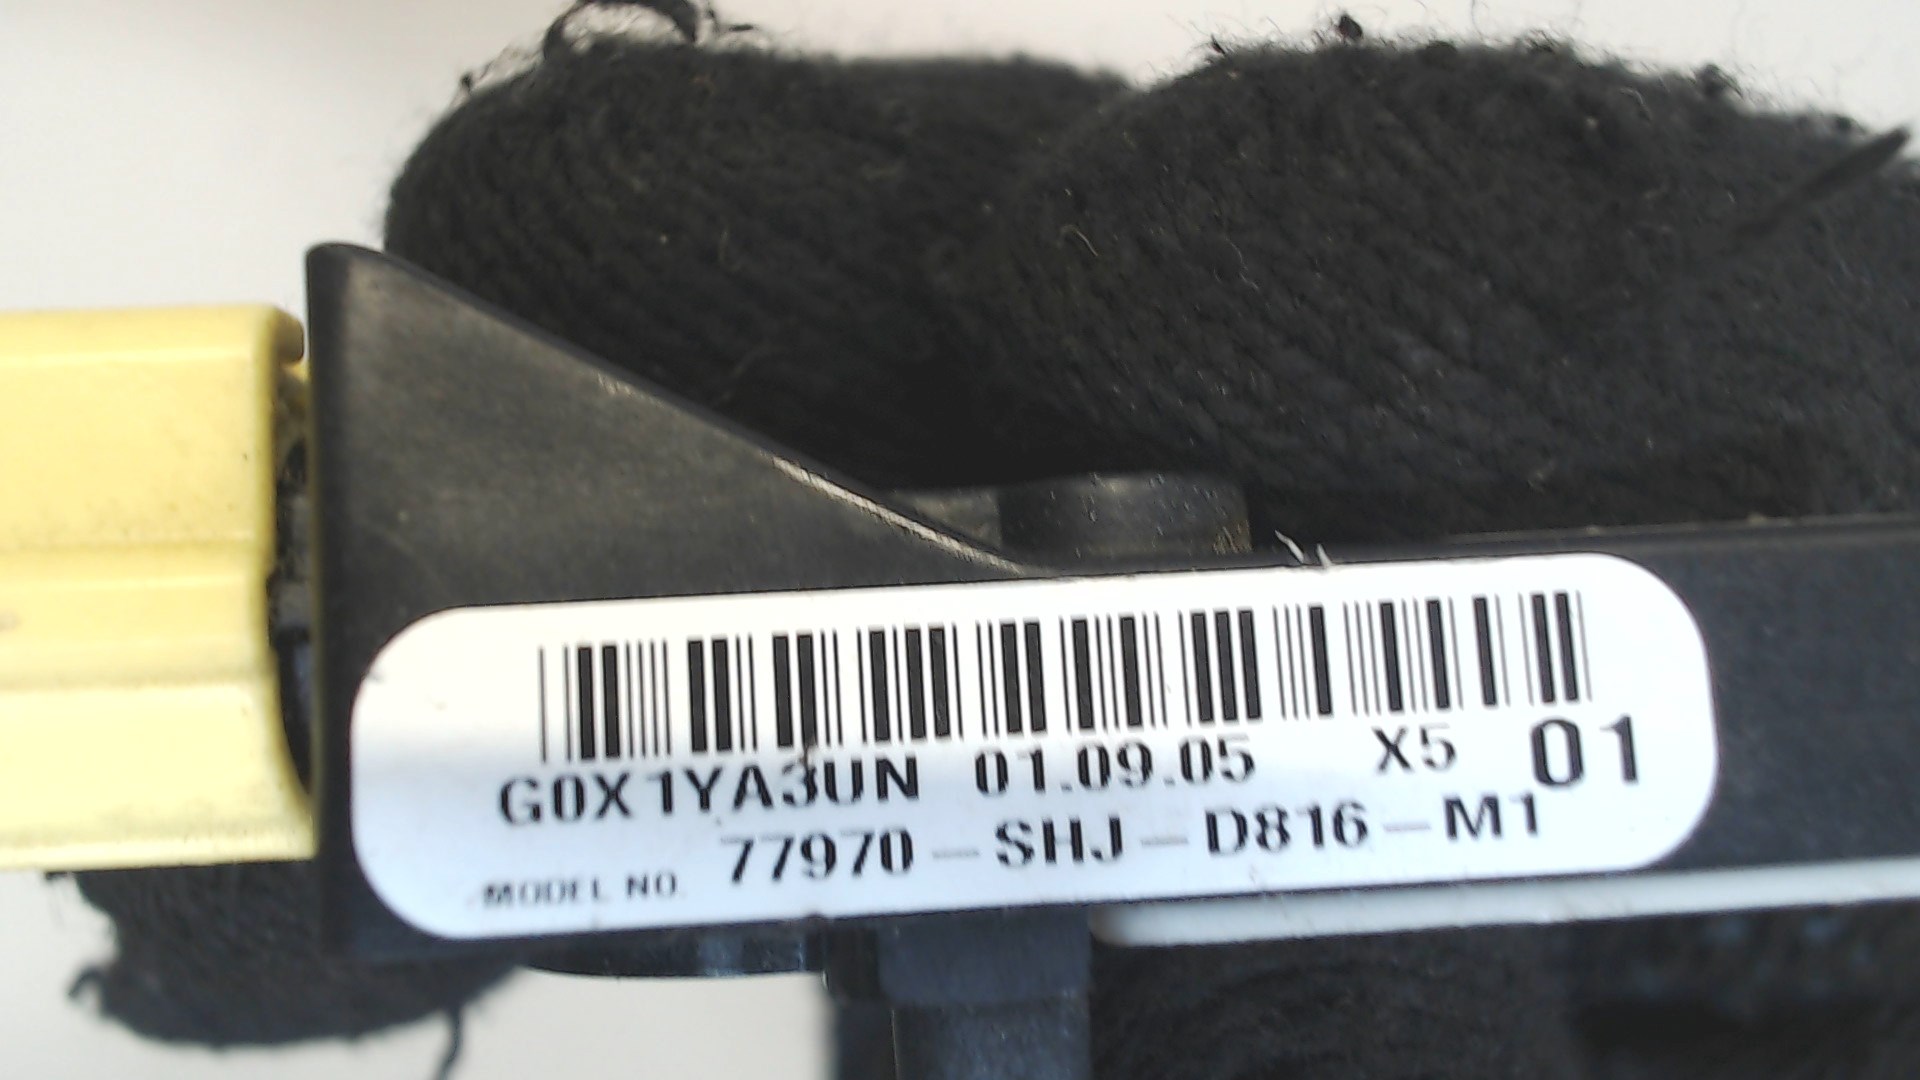 G0X1YA3UN 01.09.05 X5 01
MODEL NO. 77970-SHJ-D816-M1